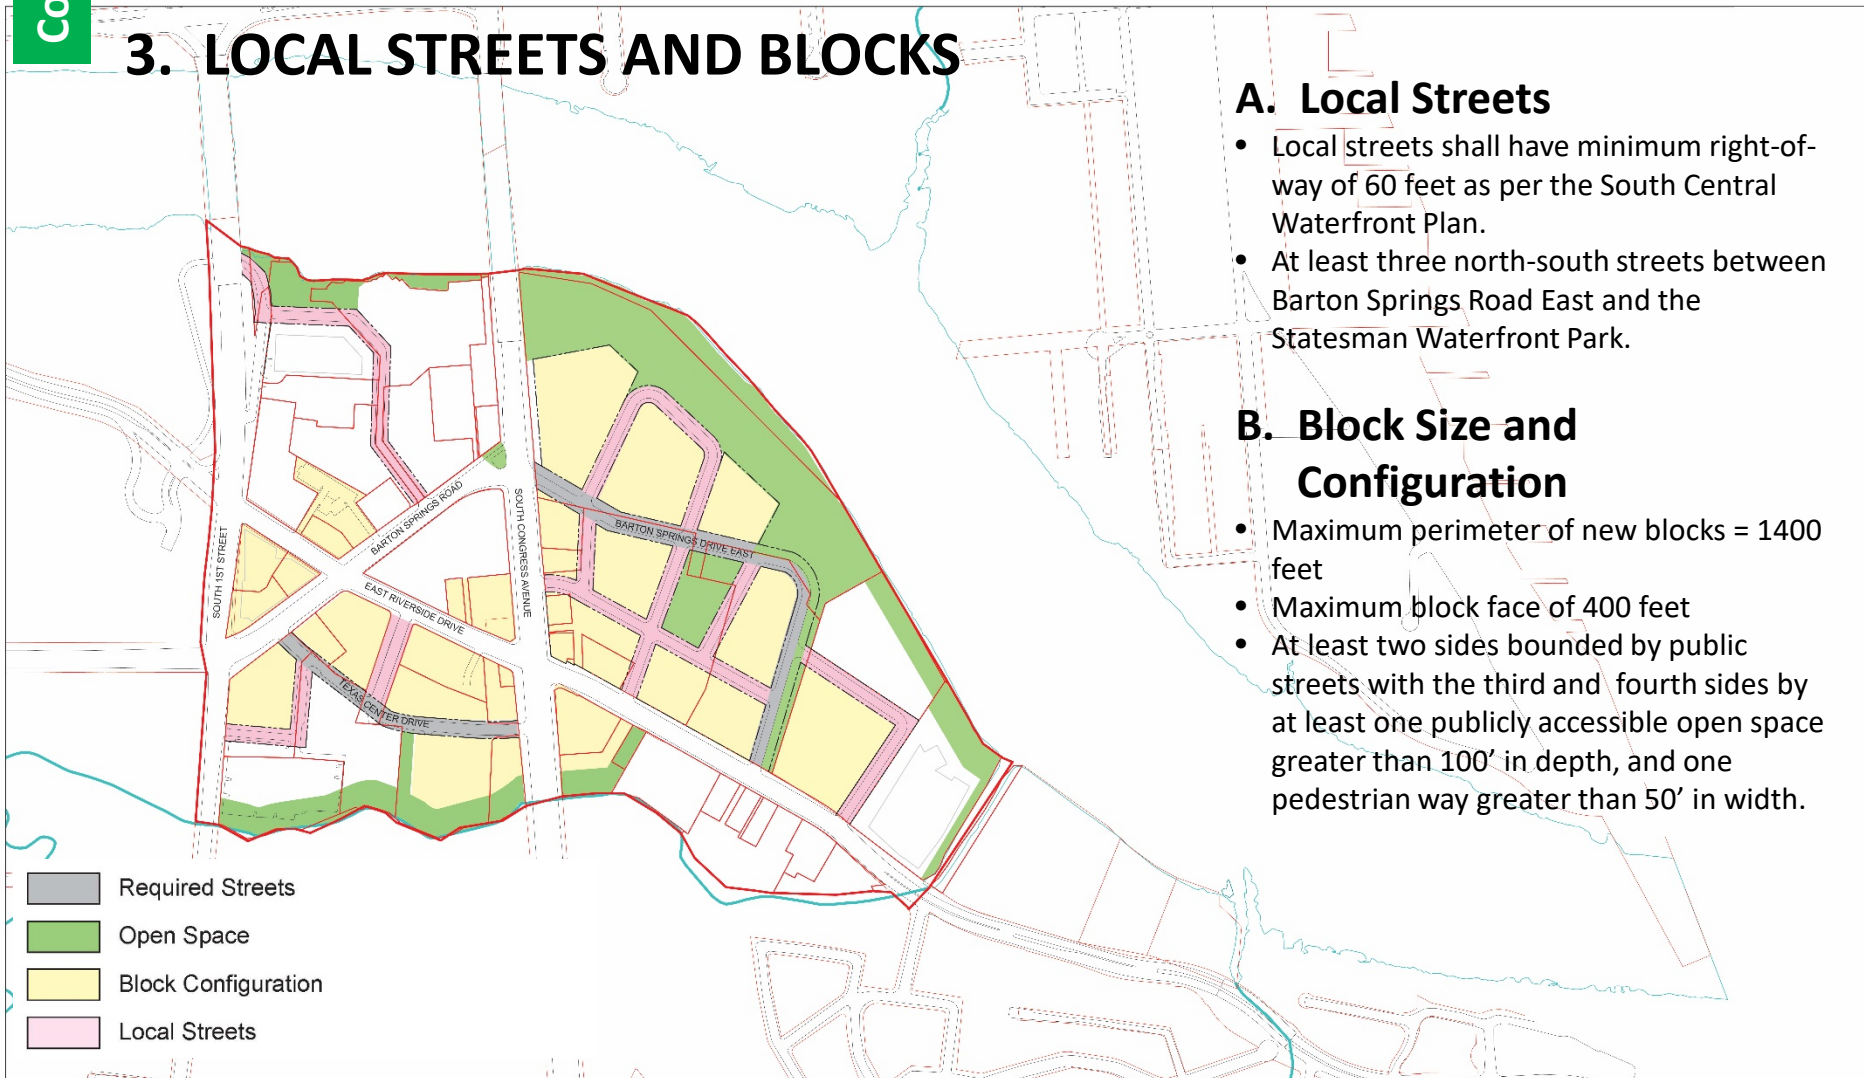 Co
3. LOCAL STREETS AND BLOCKS
A. Local Streets
• Local streets shall have minimum right-of-
way of 60 feet as per the South Central
Waterfront Plan.
• At least three north-south streets between
Barton Springs Road East and the
Statesman Waterfront Park.
B. Block Size and
Configuration
• Maximum perimeter of new blocks = 1400
feet
• Maximum block face of 400 feet
• At least two sides bounded by public
streets with the third and fourth sides by
at least one publicly accessible open space
greater than 100’ in depth, and one
pedestrian way greater than 50’ in width.
SOUTH 1ST STREET
BARTON SPRINGS ROAD
SOUTH CONGRESS AVENUE
BARTON SPRINGS DRIVE EAST
EAST RIVERSIDE DRIVE
TEXAS CENTER DRIVE
Required Streets
Open Space
Block Configuration
Local Streets